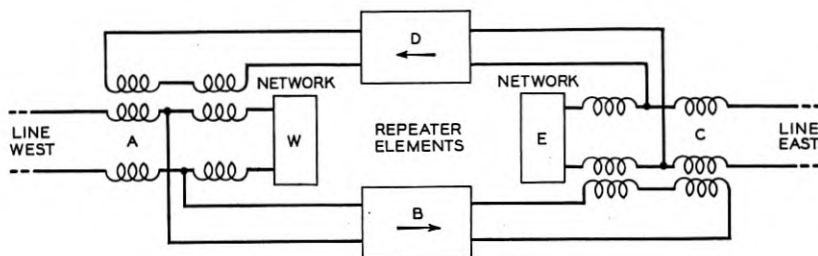 D
NETWORK
NETWORK
LINE
WEST
A
W
REPEATER
ELEMENTS
E
C
LINE
EAST
B